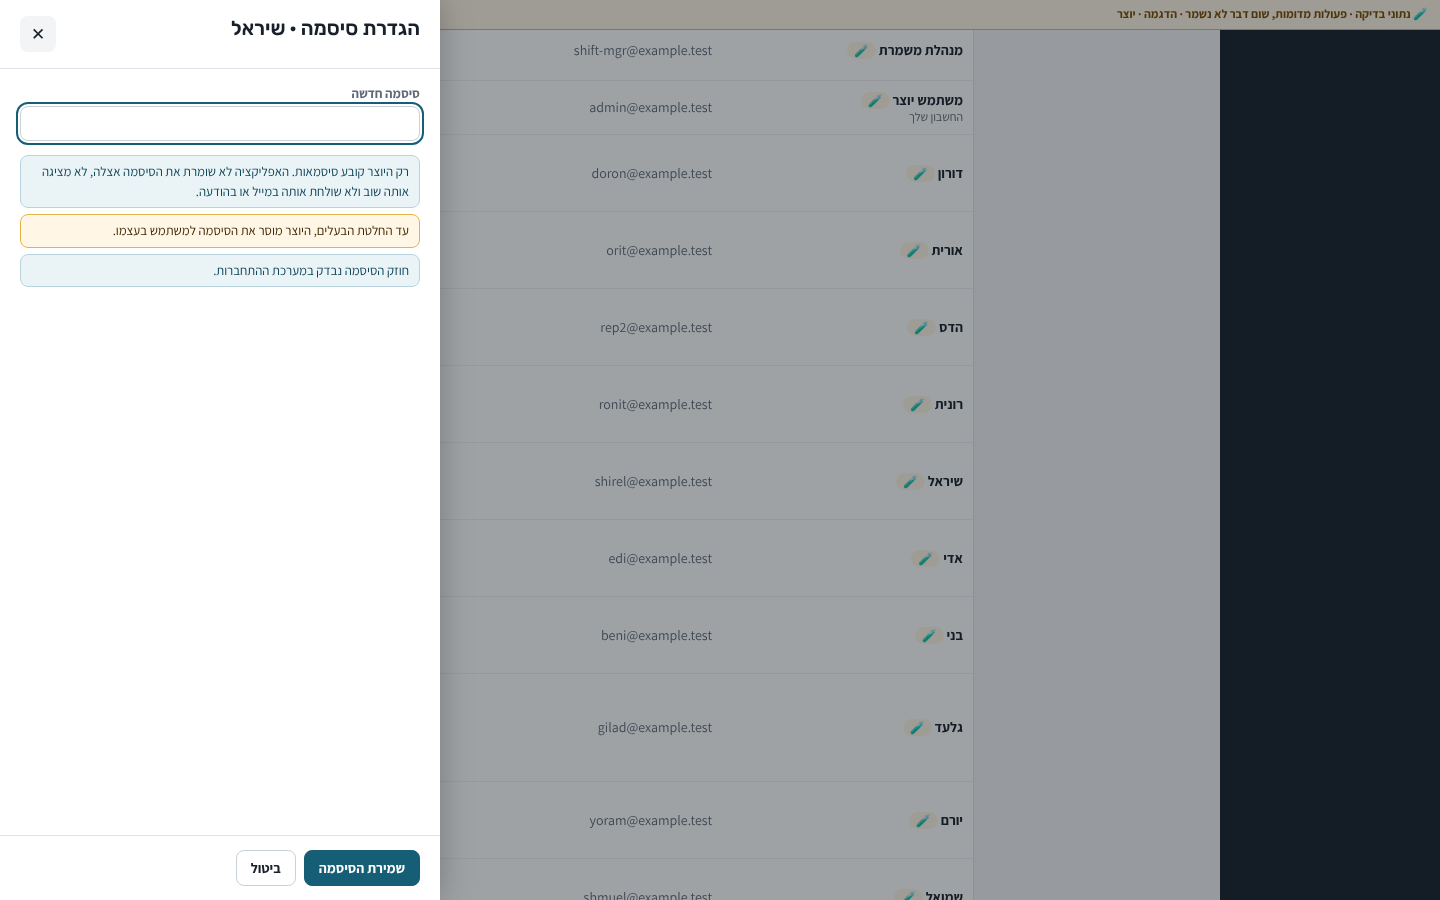 🧪 נתוני בדיקה · פעולות מדומות, שום דבר לא נשמר · הדגמה · יוצר
מנהלת משמרת 🧪 shift-mgr@example.test
משתמש יוצר 🧪 admin@example.test
החשבון שלך
דורון 🧪 doron@example.test
אורית 🧪 orit@example.test
הדס 🧪 rep2@example.test
רונית 🧪 ronit@example.test
שיראל 🧪 shirel@example.test
אדי 🧪 edi@example.test
בני 🧪 beni@example.test
גלעד 🧪 gilad@example.test
יורם 🧪 yoram@example.test
שמואל 🧪 shmuel@example.test
הגדרת סיסמה • שיראל ✕
סיסמה חדשה
רק היוצר קובע סיסמאות. האפליקציה לא שומרת את הסיסמה אצלה, לא מציגה
אותה שוב ולא שולחת אותה במייל או בהודעה.
עד החלטת הבעלים, היוצר מוסר את הסיסמה למשתמש בעצמו.
חוזק הסיסמה נבדק במערכת ההתחברות.
שמירת הסיסמה
ביטול